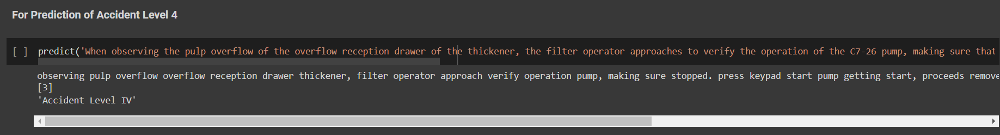 For Prediction of Accident Level 4
[ ] predict('When observing the pulp overflow of the overflow reception drawer of the thickener, the filter operator approaches to verify the operation of the C7-26 pump, making sure that
observing pulp overflow overflow reception drawer thickener, filter operator approach verify operation pump, making sure stopped. press keypad start pump getting start, proceeds remove
[3]
'Accident Level IV'